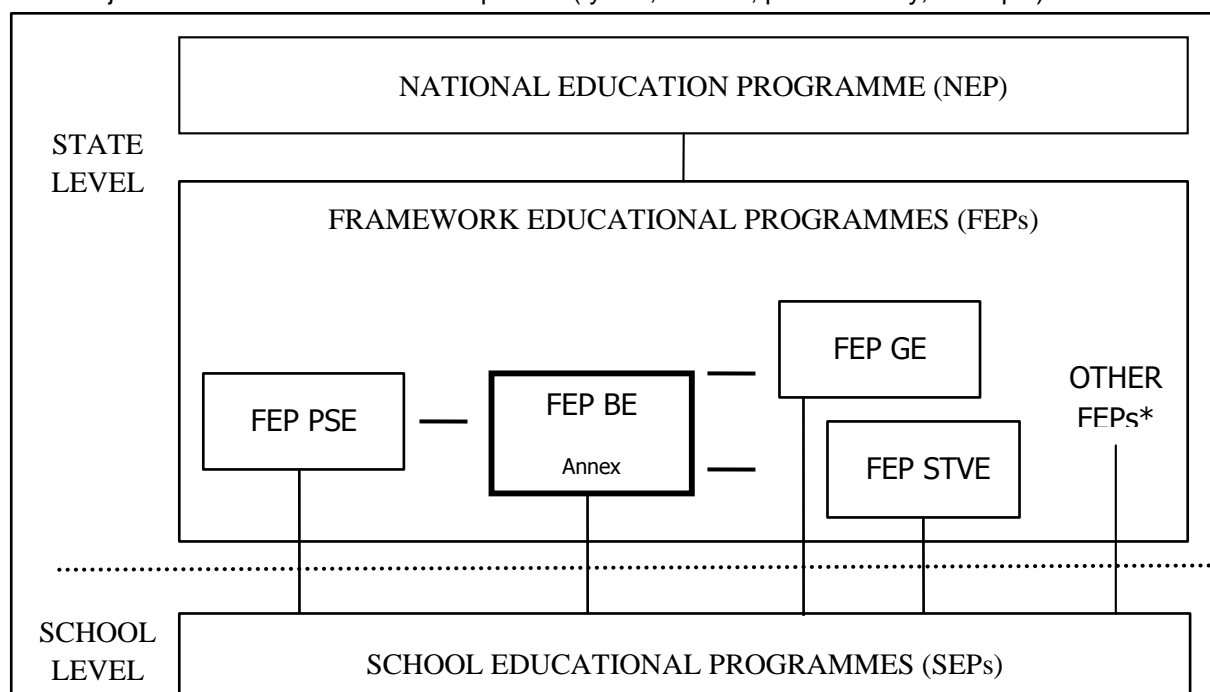 NATIONAL EDUCATION PROGRAMME (NEP)
STATE
LEVEL
FRAMEWORK EDUCATIONAL PROGRAMMES (FEPs)
FEP GE
OTHER
FEPs*
FEP PSE
FEP BE
Annex
FEP STVE
SCHOOL
LEVEL
SCHOOL EDUCATIONAL PROGRAMMES (SEPs)